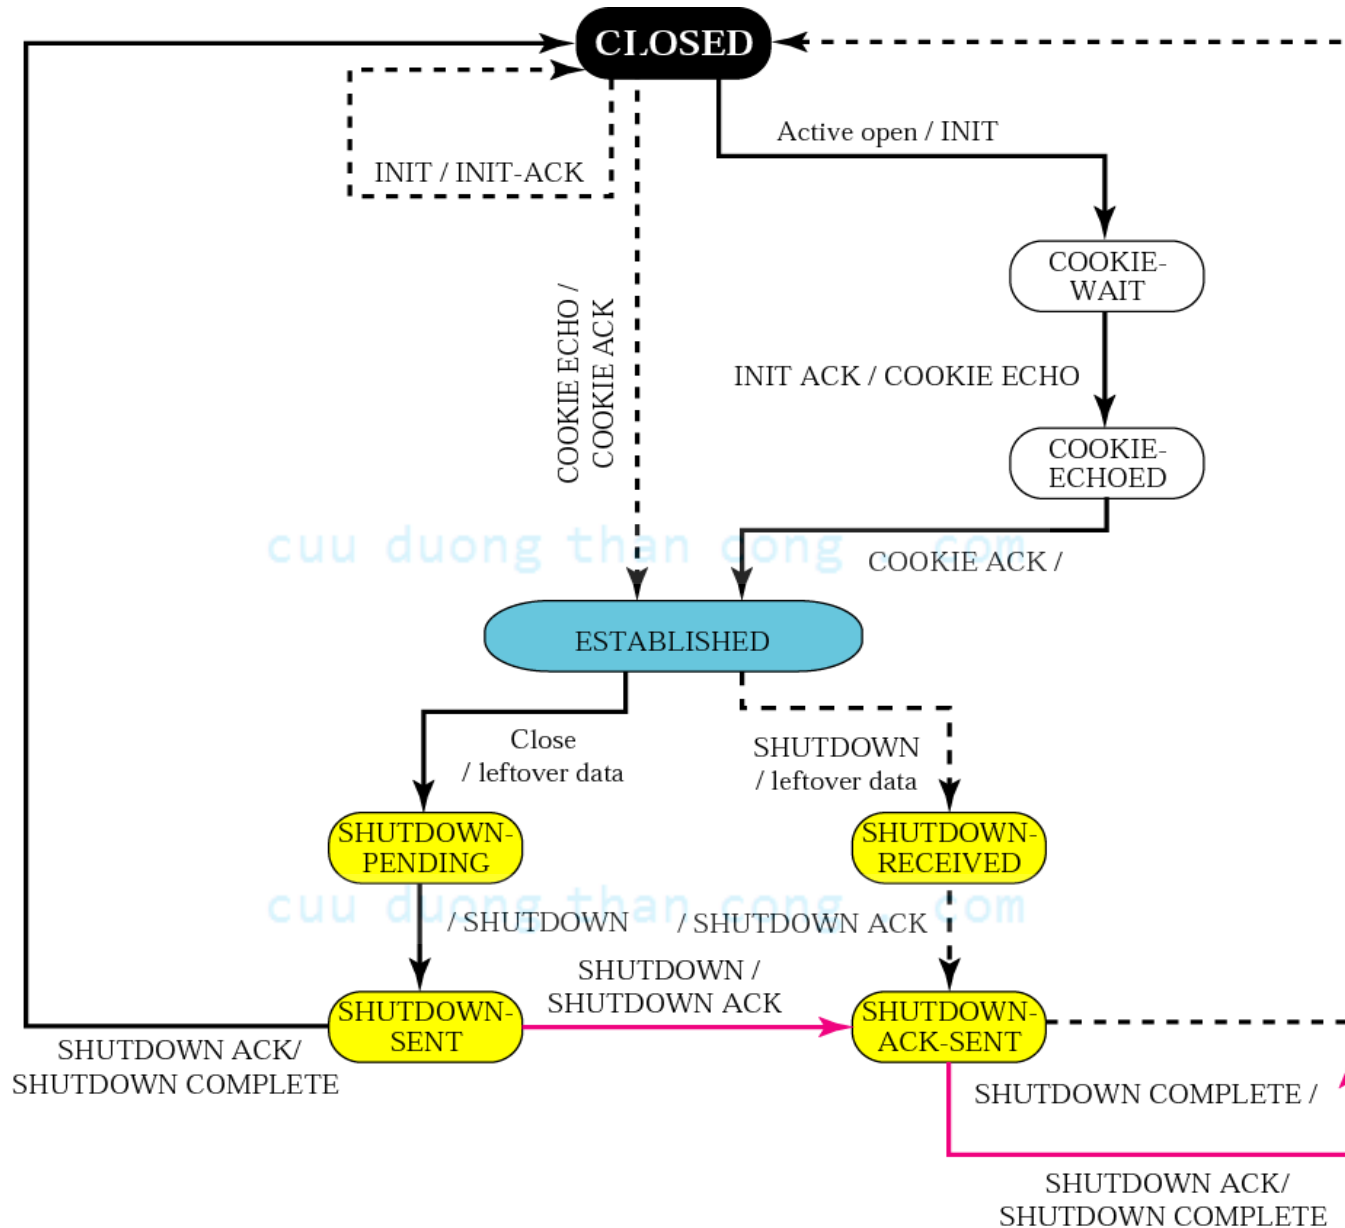 CLOSED
Active open / INIT
INIT / INIT-ACK
COOKIE-
WAIT
COOKIE ECHO /
COOKIE ACK
INIT ACK / COOKIE ECHO
COOKIE-
ECHOED
cuu duong than cong . com
COOKIE ACK /
ESTABLISHED
Close
/ leftover data
SHUTDOWN
/ leftover data
SHUTDOWN-
PENDING
SHUTDOWN-
RECEIVED
cuu duong than cong . com
/ SHUTDOWN
/ SHUTDOWN ACK
SHUTDOWN /
SHUTDOWN ACK
SHUTDOWN-
SENT
SHUTDOWN-
ACK-SENT
SHUTDOWN ACK/
SHUTDOWN COMPLETE
SHUTDOWN COMPLETE /
SHUTDOWN ACK/
SHUTDOWN COMPLETE